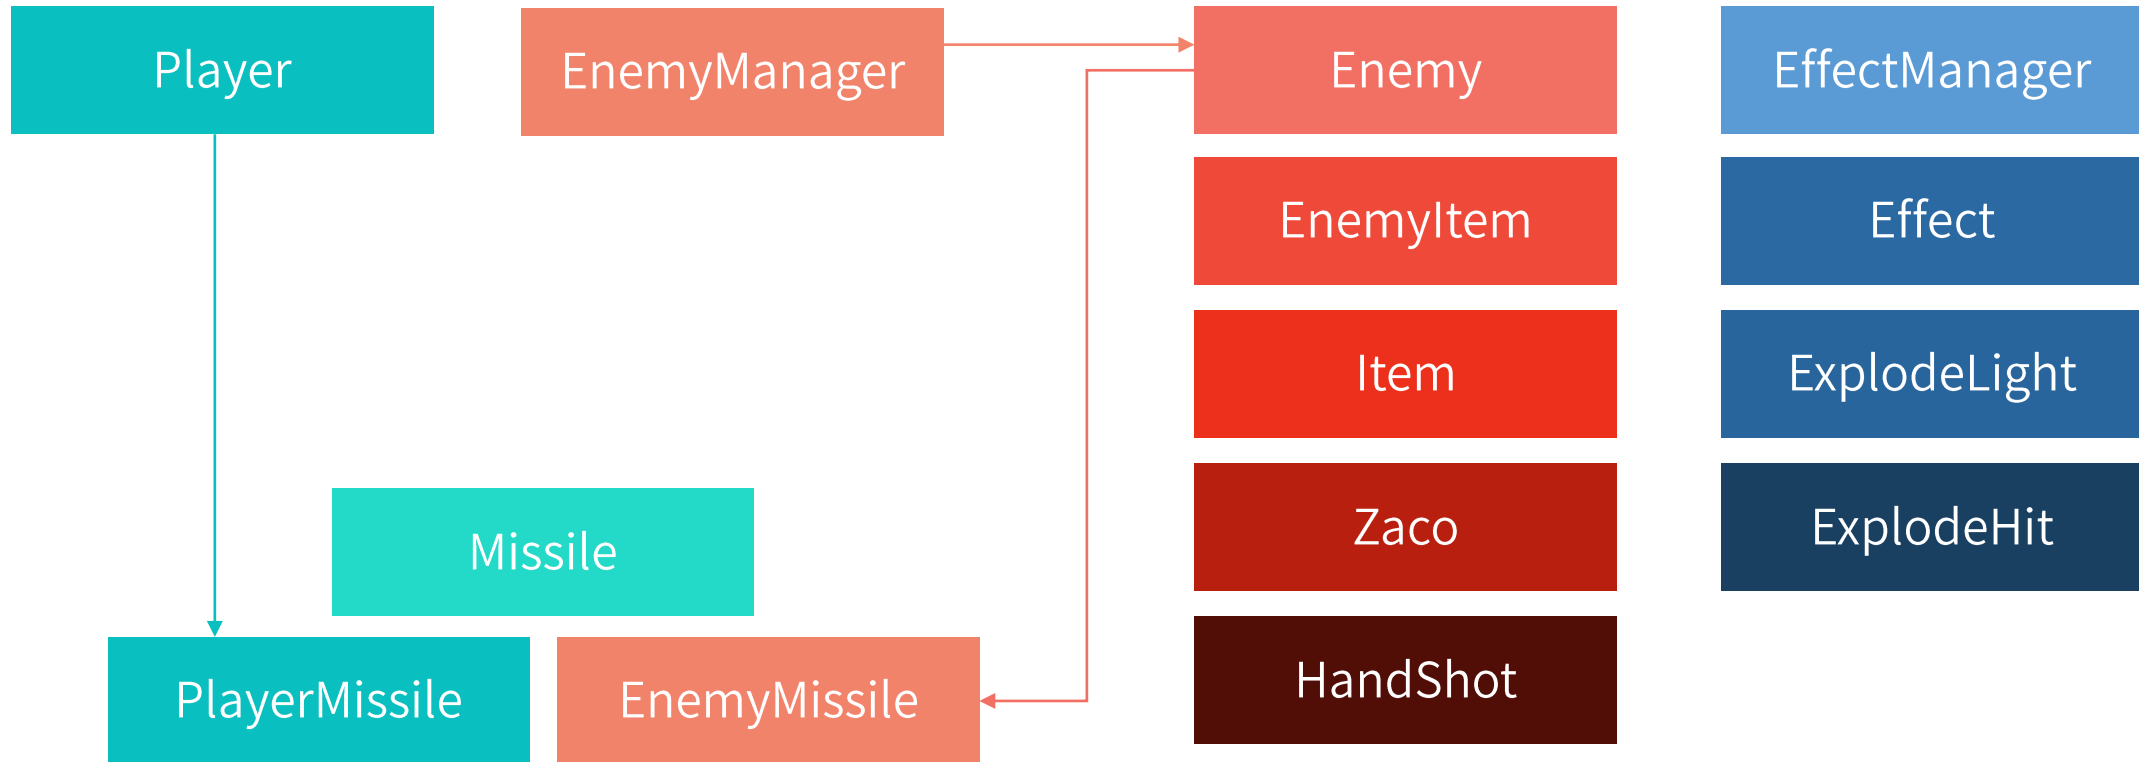 Player
EnemyManager
Enemy
EffectManager
EnemyItem
Effect
Item
ExplodeLight
Zaco
ExplodeHit
Missile
HandShot
PlayerMissile
EnemyMissile